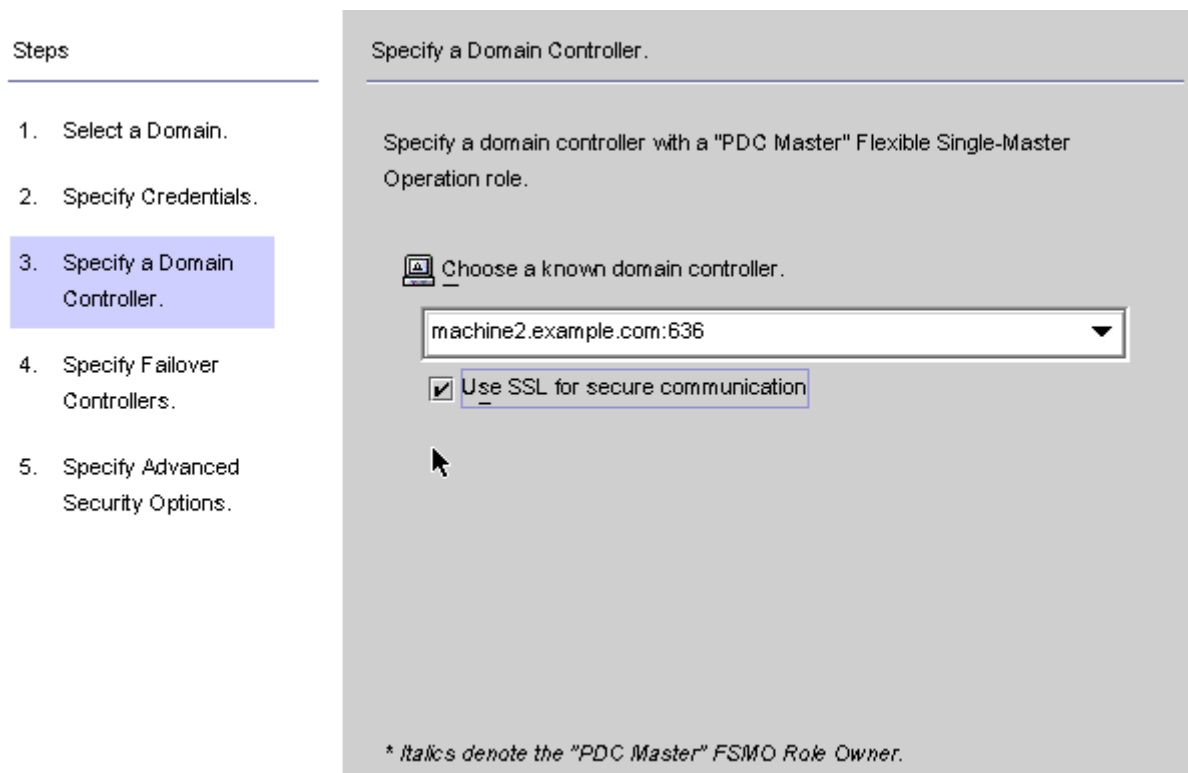 Steps
1. Select a Domain.
2. Specify Credentials.
3. Specify a Domain
Controller.
4. Specify Failover
Controllers.
5. Specify Advanced
Security Options.
Specify a Domain Controller.
Specify a domain controller with a "PDC Master" Flexible Single-Master
Operation role.
Choose a known domain controller.
machine2.example.com:636
Use SSL for secure communication
* Italics denote the "PDC Master" FSMO Role Owner.